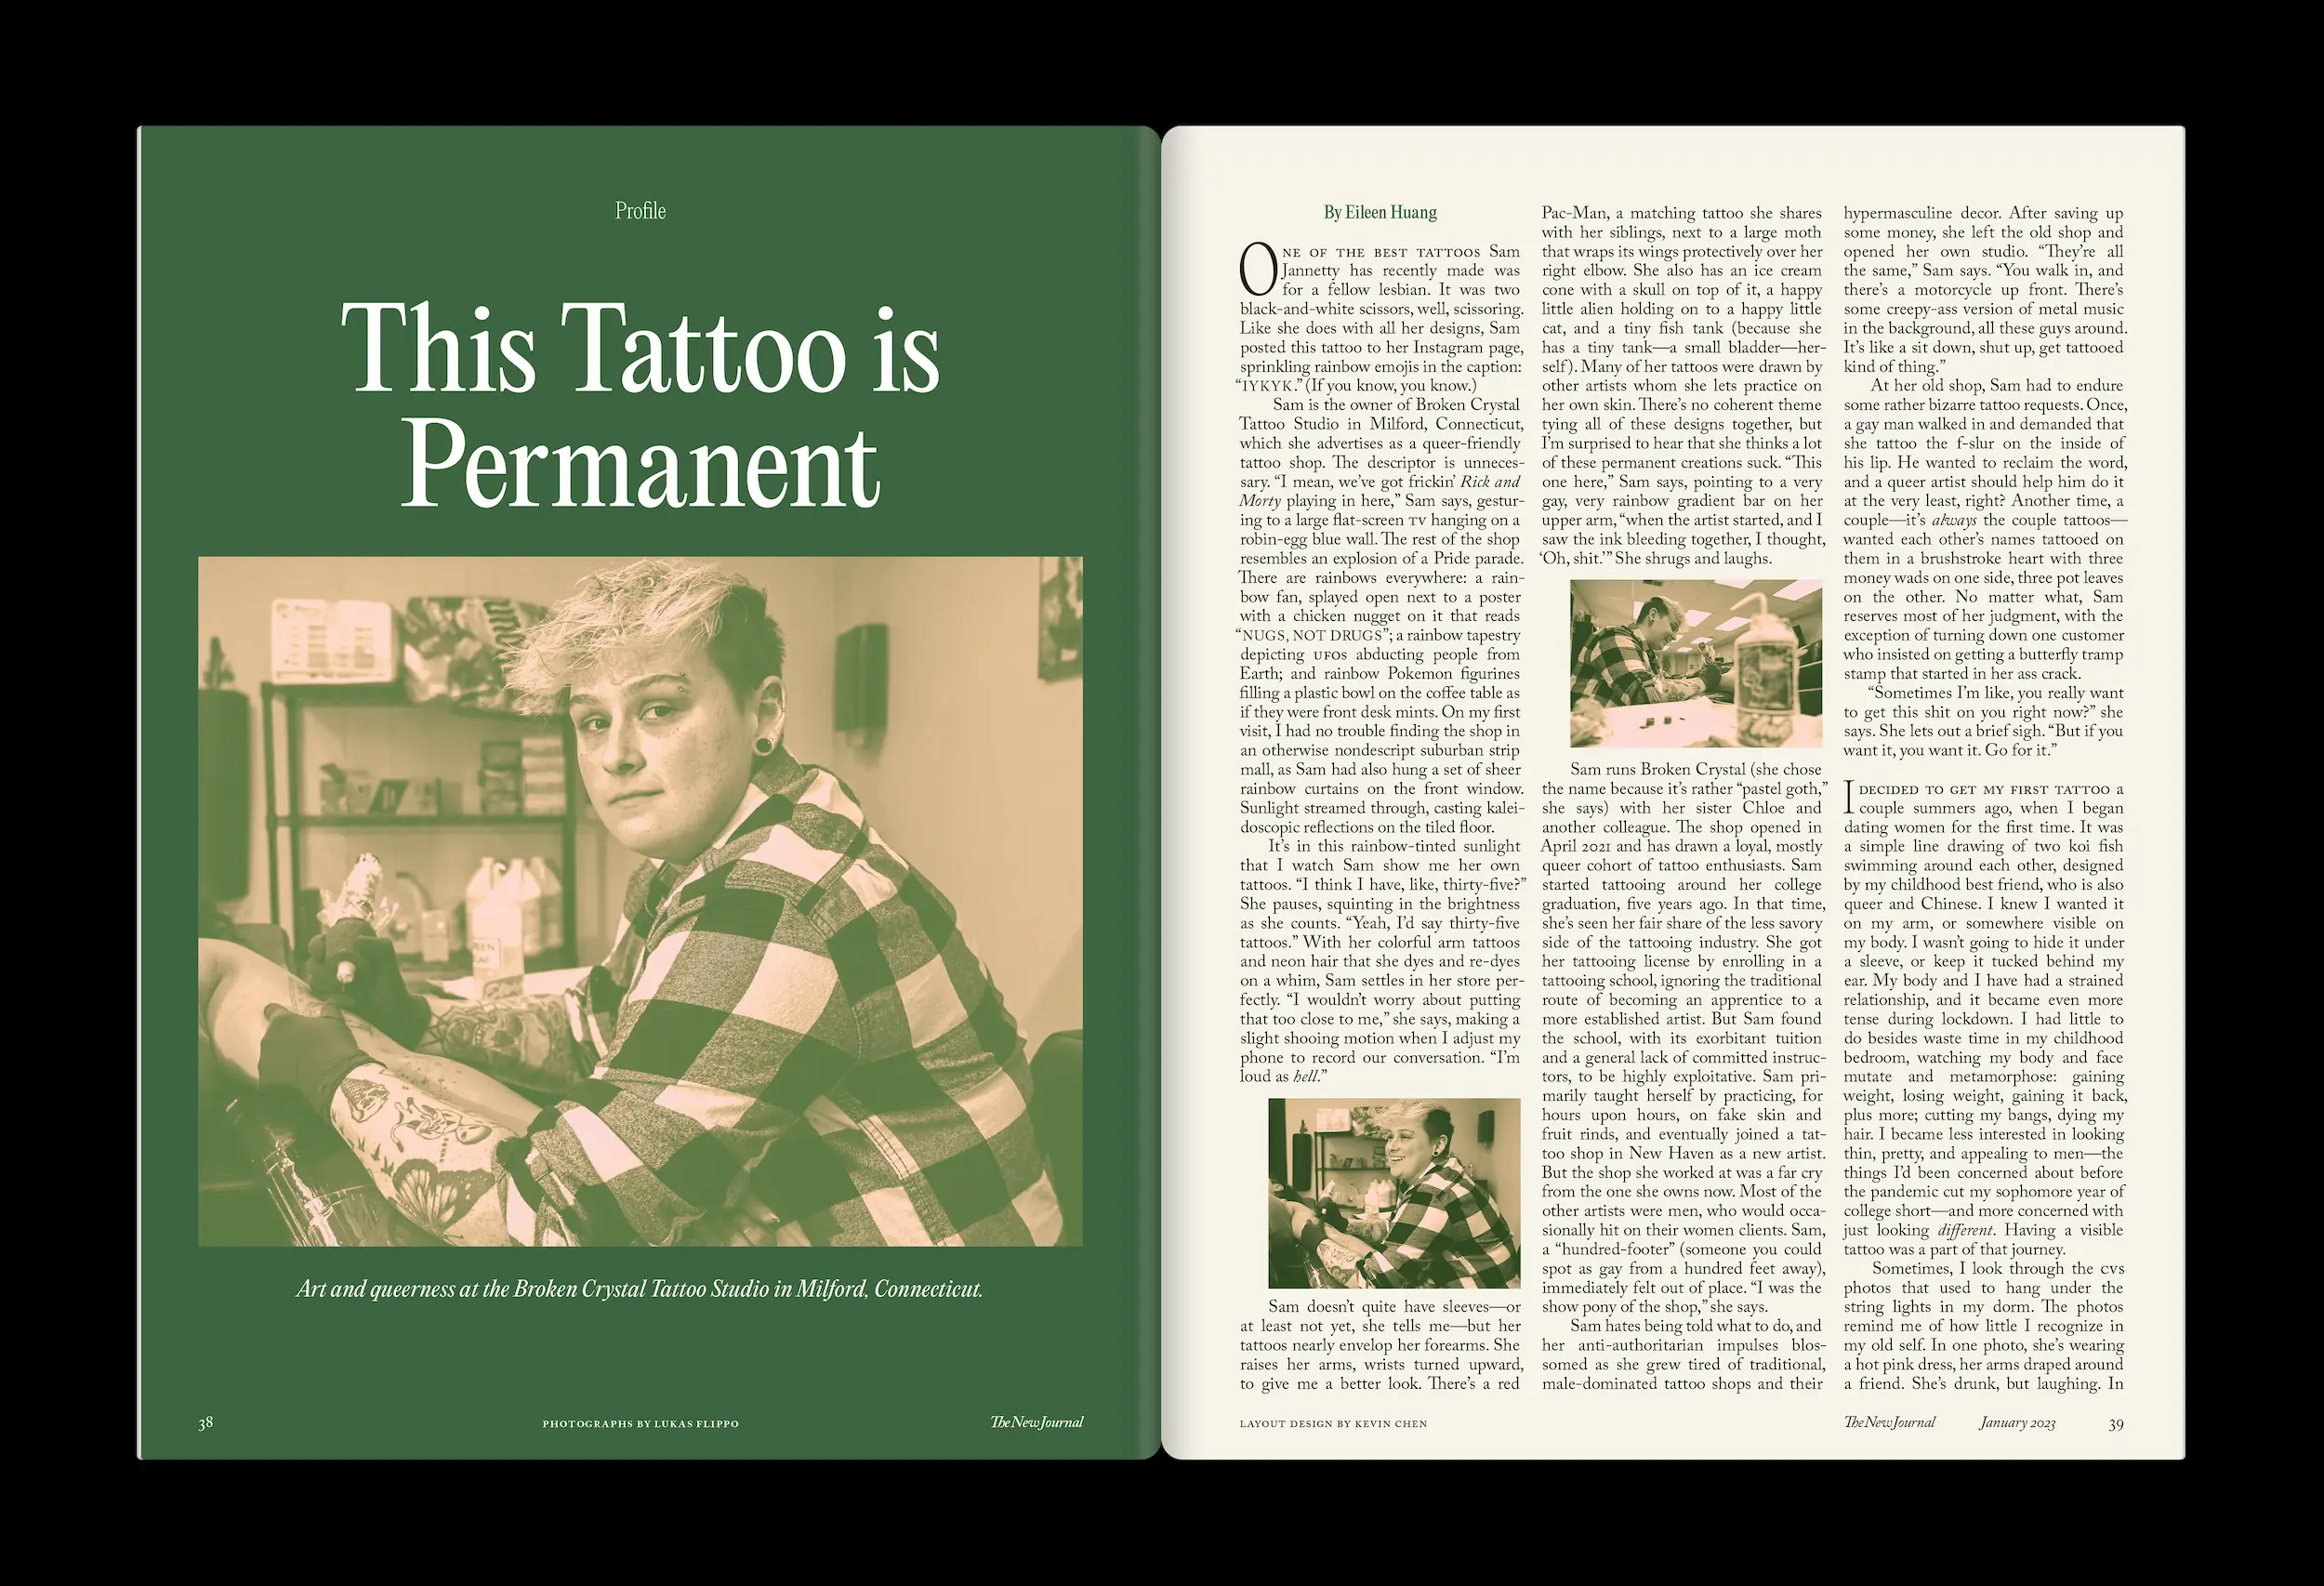 Profile
This Tattoo is
Permanent
Art and queerness at the Broken Crystal Tattoo Studio in Milford, Connecticut.
38
PHOTOGRAPHS BY LUKAS FLIPPO
The New Journal
By Eileen Huang
ONE OF THE BEST TATTOOS Sam
Jannetty has recently made was
for a fellow lesbian. It was two
black-and-white scissors, well, scissoring.
Like she does with all her designs, Sam
posted this tattoo to her Instagram page,
sprinkling rainbow emojis in the caption:
“IYKYK.” (If you know, you know.)
Sam is the owner of Broken Crystal
Tattoo Studio in Milford, Connecticut,
which she advertises as a queer-friendly
tattoo shop. The descriptor is unneces-
sary. “I mean, we’ve got frickin’ Rick and
Morty playing in here,” Sam says, gestur-
ing to a large flat-screen TV hanging on a
robin-egg blue wall. The rest of the shop
resembles an explosion of a Pride parade.
There are rainbows everywhere: a rain-
bow fan, splayed open next to a poster
with a chicken nugget on it that reads
“NUGS, NOT DRUGS”; a rainbow tapestry
depicting UFOS abducting people from
Earth; and rainbow Pokemon figurines
filling a plastic bowl on the coffee table as
if they were front desk mints. On my first
visit, I had no trouble finding the shop in
an otherwise nondescript suburban strip
mall, as Sam had also hung a set of sheer
rainbow curtains on the front window.
Sunlight streamed through, casting kalei-
doscopic reflections on the tiled floor.
It’s in this rainbow-tinted sunlight
that I watch Sam show me her own
tattoos. “I think I have, like, thirty-five?”
She pauses, squinting in the brightness
as she counts. “Yeah, I’d say thirty-five
tattoos.” With her colorful arm tattoos
and neon hair that she dyes and re-dyes
on a whim, Sam settles in her store per-
fectly. “I wouldn’t worry about putting
that too close to me,” she says, making a
slight shooing motion when I adjust my
phone to record our conversation. “I’m
loud as hell.”
Sam doesn’t quite have sleeves—or
at least not yet, she tells me—but her
tattoos nearly envelop her forearms. She
raises her arms, wrists turned upward,
to give me a better look. There’s a red
Pac-Man, a matching tattoo she shares
with her siblings, next to a large moth
that wraps its wings protectively over her
right elbow. She also has an ice cream
cone with a skull on top of it, a happy
little alien holding on to a happy little
cat, and a tiny fish tank (because she
has a tiny tank—a small bladder—her-
self). Many of her tattoos were drawn by
other artists whom she lets practice on
her own skin. There’s no coherent theme
tying all of these designs together, but
I’m surprised to hear that she thinks a lot
of these permanent creations suck. “This
one here,” Sam says, pointing to a very
gay, very rainbow gradient bar on her
upper arm, “when the artist started, and I
saw the ink bleeding together, I thought,
‘Oh, shit.’” She shrugs and laughs.
Sam runs Broken Crystal (she chose
the name because it’s rather “pastel goth,”
she says) with her sister Chloe and
another colleague. The shop opened in
April 2021 and has drawn a loyal, mostly
queer cohort of tattoo enthusiasts. Sam
started tattooing around her college
graduation, five years ago. In that time,
she’s seen her fair share of the less savory
side of the tattooing industry. She got
her tattooing license by enrolling in a
tattooing school, ignoring the traditional
route of becoming an apprentice to a
more established artist. But Sam found
the school, with its exorbitant tuition
and a general lack of committed instruc-
tors, to be highly exploitative. Sam pri-
marily taught herself by practicing, for
hours upon hours, on fake skin and
fruit rinds, and eventually joined a tat-
too shop in New Haven as a new artist.
But the shop she worked at was a far cry
from the one she owns now. Most of the
other artists were men, who would occa-
sionally hit on their women clients. Sam,
a “hundred-footer” (someone you could
spot as gay from a hundred feet away),
immediately felt out of place. “I was the
show pony of the shop,” she says.
Sam hates being told what to do, and
her anti-authoritarian impulses blos-
somed as she grew tired of traditional,
male-dominated tattoo shops and their
hypermasculine decor. After saving up
some money, she left the old shop and
opened her own studio. “They’re all
the same,” Sam says. “You walk in, and
there’s a motorcycle up front. There’s
some creepy-ass version of metal music
in the background, all these guys around.
It’s like a sit down, shut up, get tattooed
kind of thing.”
At her old shop, Sam had to endure
some rather bizarre tattoo requests. Once,
a gay man walked in and demanded that
she tattoo the f-slur on the inside of
his lip. He wanted to reclaim the word,
and a queer artist should help him do it
at the very least, right? Another time, a
couple—it’s always the couple tattoos—
wanted each other’s names tattooed on
them in a brushstroke heart with three
money wads on one side, three pot leaves
on the other. No matter what, Sam
reserves most of her judgment, with the
exception of turning down one customer
who insisted on getting a butterfly tramp
stamp that started in her ass crack.
“Sometimes I’m like, you really want
to get this shit on you right now?” she
says. She lets out a brief sigh. “But if you
want it, you want it. Go for it.”
I DECIDED TO GET MY FIRST TATTOO a
couple summers ago, when I began
dating women for the first time. It was
a simple line drawing of two koi fish
swimming around each other, designed
by my childhood best friend, who is also
queer and Chinese. I knew I wanted it
on my arm, or somewhere visible on
my body. I wasn’t going to hide it under
a sleeve, or keep it tucked behind my
ear. My body and I have had a strained
relationship, and it became even more
tense during lockdown. I had little to
do besides waste time in my childhood
bedroom, watching my body and face
mutate and metamorphose: gaining
weight, losing weight, gaining it back,
plus more; cutting my bangs, dying my
hair. I became less interested in looking
thin, pretty, and appealing to men—the
things I’d been concerned about before
the pandemic cut my sophomore year of
college short—and more concerned with
just looking different. Having a visible
tattoo was a part of that journey.
Sometimes, I look through the CVS
photos that used to hang under the
string lights in my dorm. The photos
remind me of how little I recognize in
my old self. In one photo, she’s wearing
a hot pink dress, her arms draped around
a friend. She’s drunk, but laughing. In
LAYOUT DESIGN BY KEVIN CHEN
The New Journal
January 2023
39